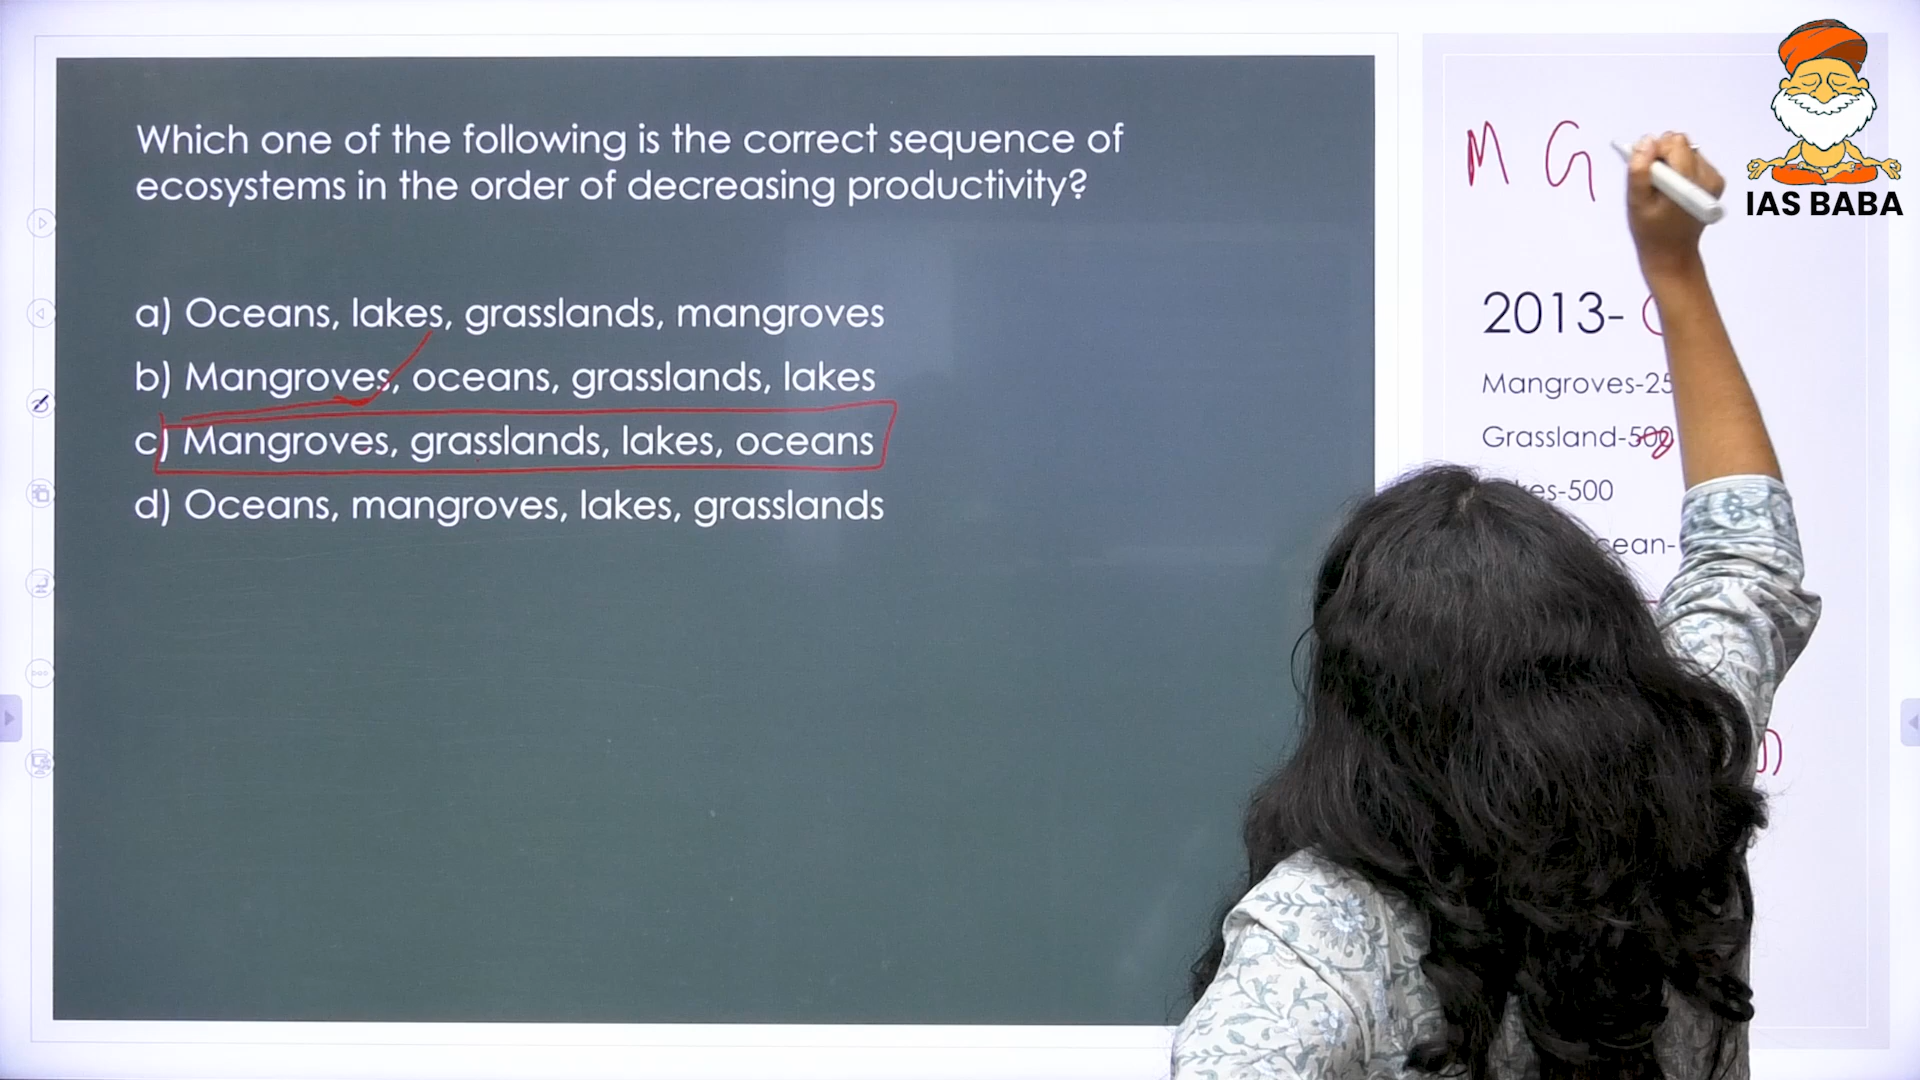 Which one of the following is the correct sequence of
ecosystems in the order of decreasing productivity?
a) Oceans, lakes, grasslands, mangroves
b) Mangroves, oceans, grasslands, lakes
c) Mangroves, grasslands, lakes, oceans
d) Oceans, mangroves, lakes, grasslands
M G
IAS BABA
2013-
Mangroves-25
Grassland-500
-500